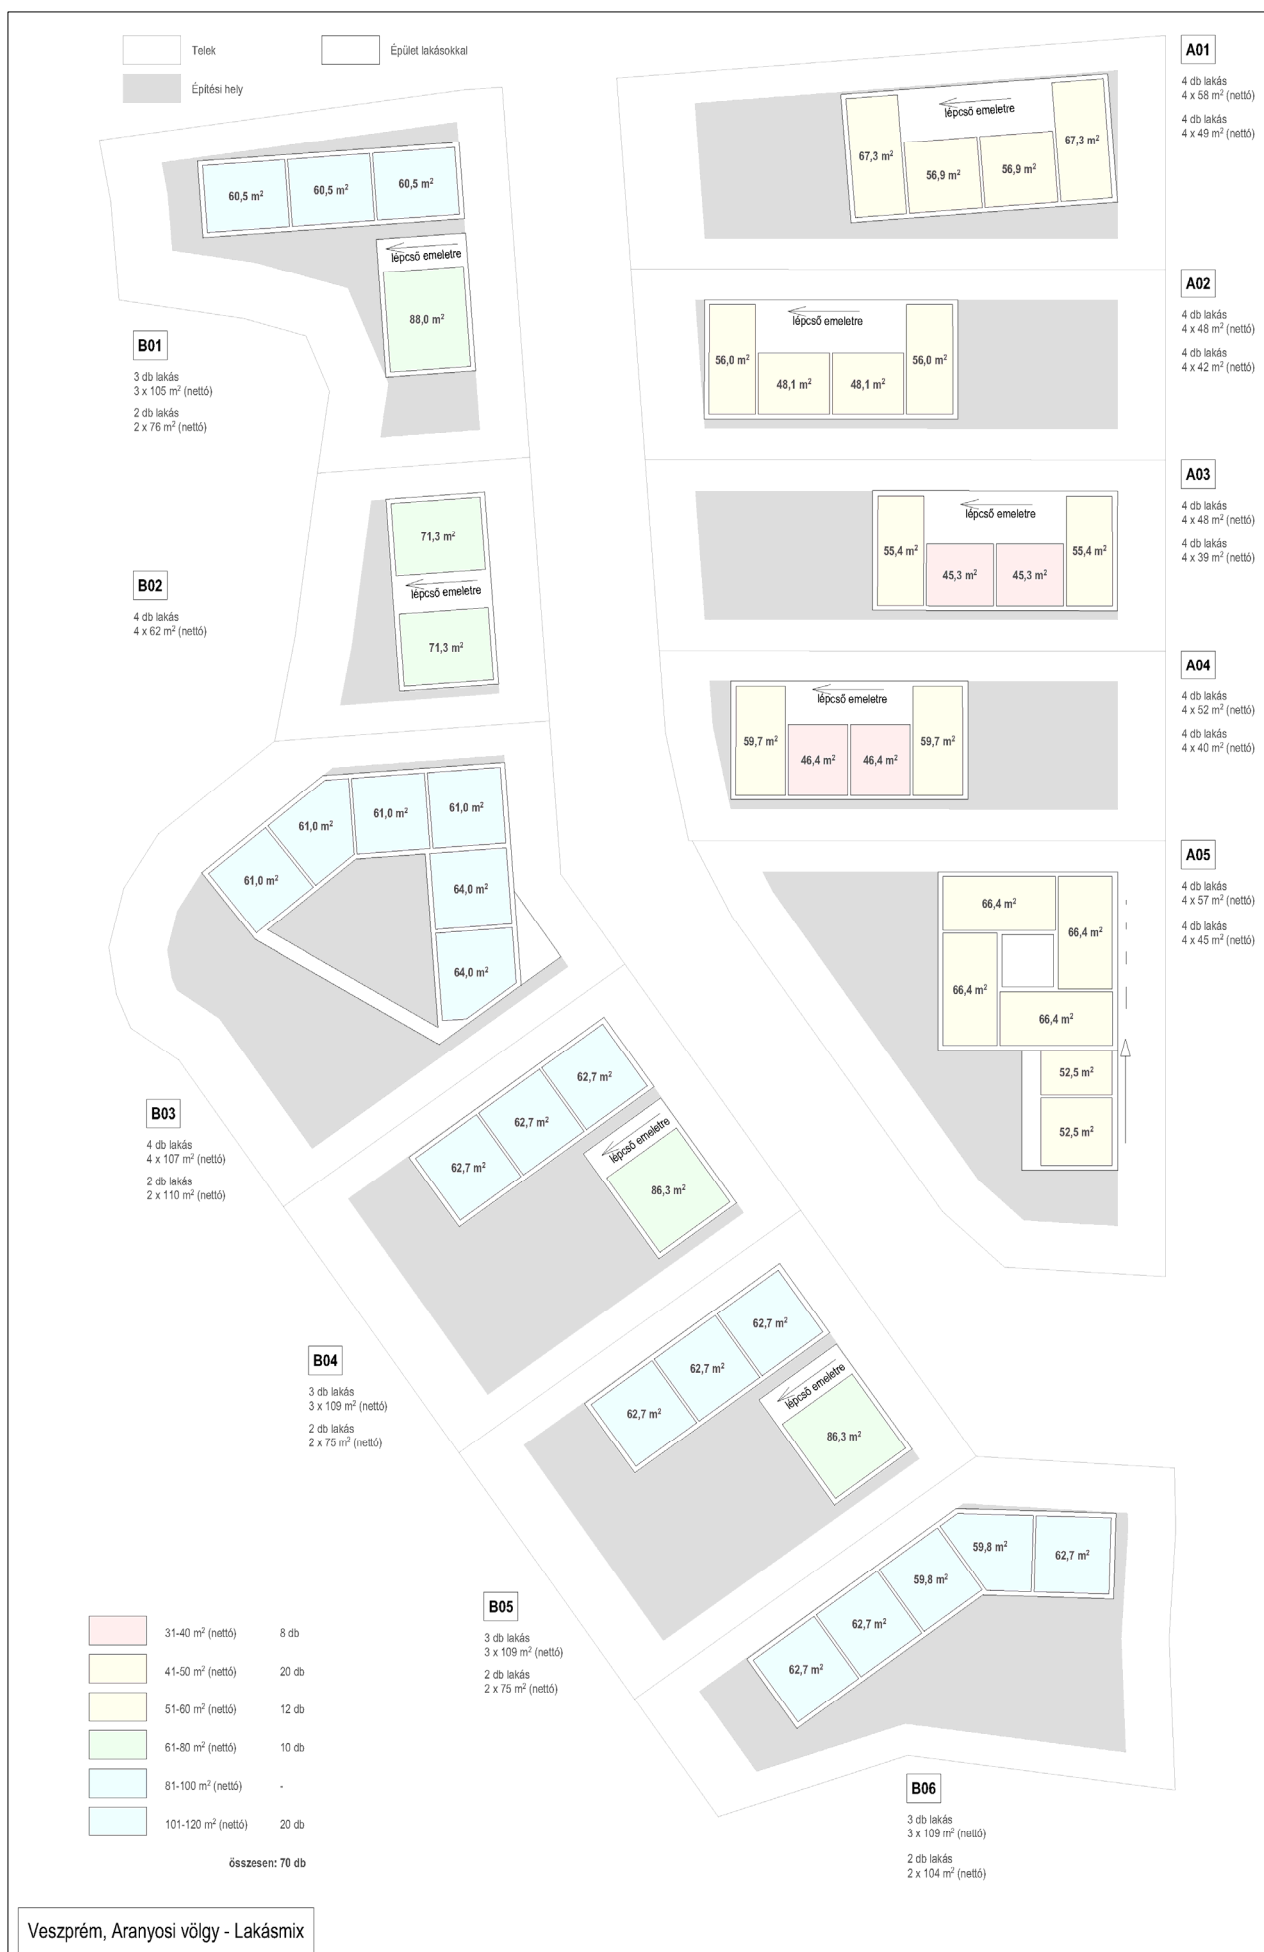 Telek
Épület lakásokkal
Építési hely
A01
4 db lakás
4 x 58 m² (nettó)
4 db lakás
4 x 49 m² (nettó)
67,3 m²
lépcső emeletre
56,9 m²
56,9 m²
67,3 m²
60,5 m²
60,5 m²
60,5 m²
lépcső emeletre
88,0 m²
B01
3 db lakás
3 x 105 m² (nettó)
2 db lakás
2 x 76 m² (nettó)
A02
4 db lakás
4 x 48 m² (nettó)
4 db lakás
4 x 42 m² (nettó)
lépcső emeletre
56,0 m²
48,1 m²
48,1 m²
56,0 m²
A03
4 db lakás
4 x 48 m² (nettó)
4 db lakás
4 x 39 m² (nettó)
lépcső emeletre
55,4 m²
45,3 m²
45,3 m²
55,4 m²
71,3 m²
lépcső emeletre
71,3 m²
B02
4 db lakás
4 x 62 m² (nettó)
A04
4 db lakás
4 x 52 m² (nettó)
4 db lakás
4 x 40 m² (nettó)
lépcső emeletre
59,7 m²
46,4 m²
46,4 m²
59,7 m²
61,0 m²
61,0 m²
61,0 m²
61,0 m²
64,0 m²
64,0 m²
A05
4 db lakás
4 x 57 m² (nettó)
4 db lakás
4 x 45 m² (nettó)
66,4 m²
66,4 m²
66,4 m²
66,4 m²
52,5 m²
52,5 m²
B03
4 db lakás
4 x 107 m² (nettó)
2 db lakás
2 x 110 m² (nettó)
62,7 m²
62,7 m²
62,7 m²
lépcső emeletre
86,3 m²
B04
3 db lakás
3 x 109 m² (nettó)
2 db lakás
2 x 75 m² (nettó)
62,7 m²
62,7 m²
62,7 m²
lépcső emeletre
86,3 m²
B05
3 db lakás
3 x 109 m² (nettó)
2 db lakás
2 x 75 m² (nettó)
59,8 m²
62,7 m²
59,8 m²
62,7 m²
62,7 m²
B06
3 db lakás
3 x 109 m² (nettó)
2 db lakás
2 x 104 m² (nettó)
31-40 m² (nettó) 8 db
41-50 m² (nettó) 20 db
51-60 m² (nettó) 12 db
61-80 m² (nettó) 10 db
81-100 m² (nettó) -
101-120 m² (nettó) 20 db
összesen: 70 db
Veszprém, Aranyosi völgy - Lakásmix